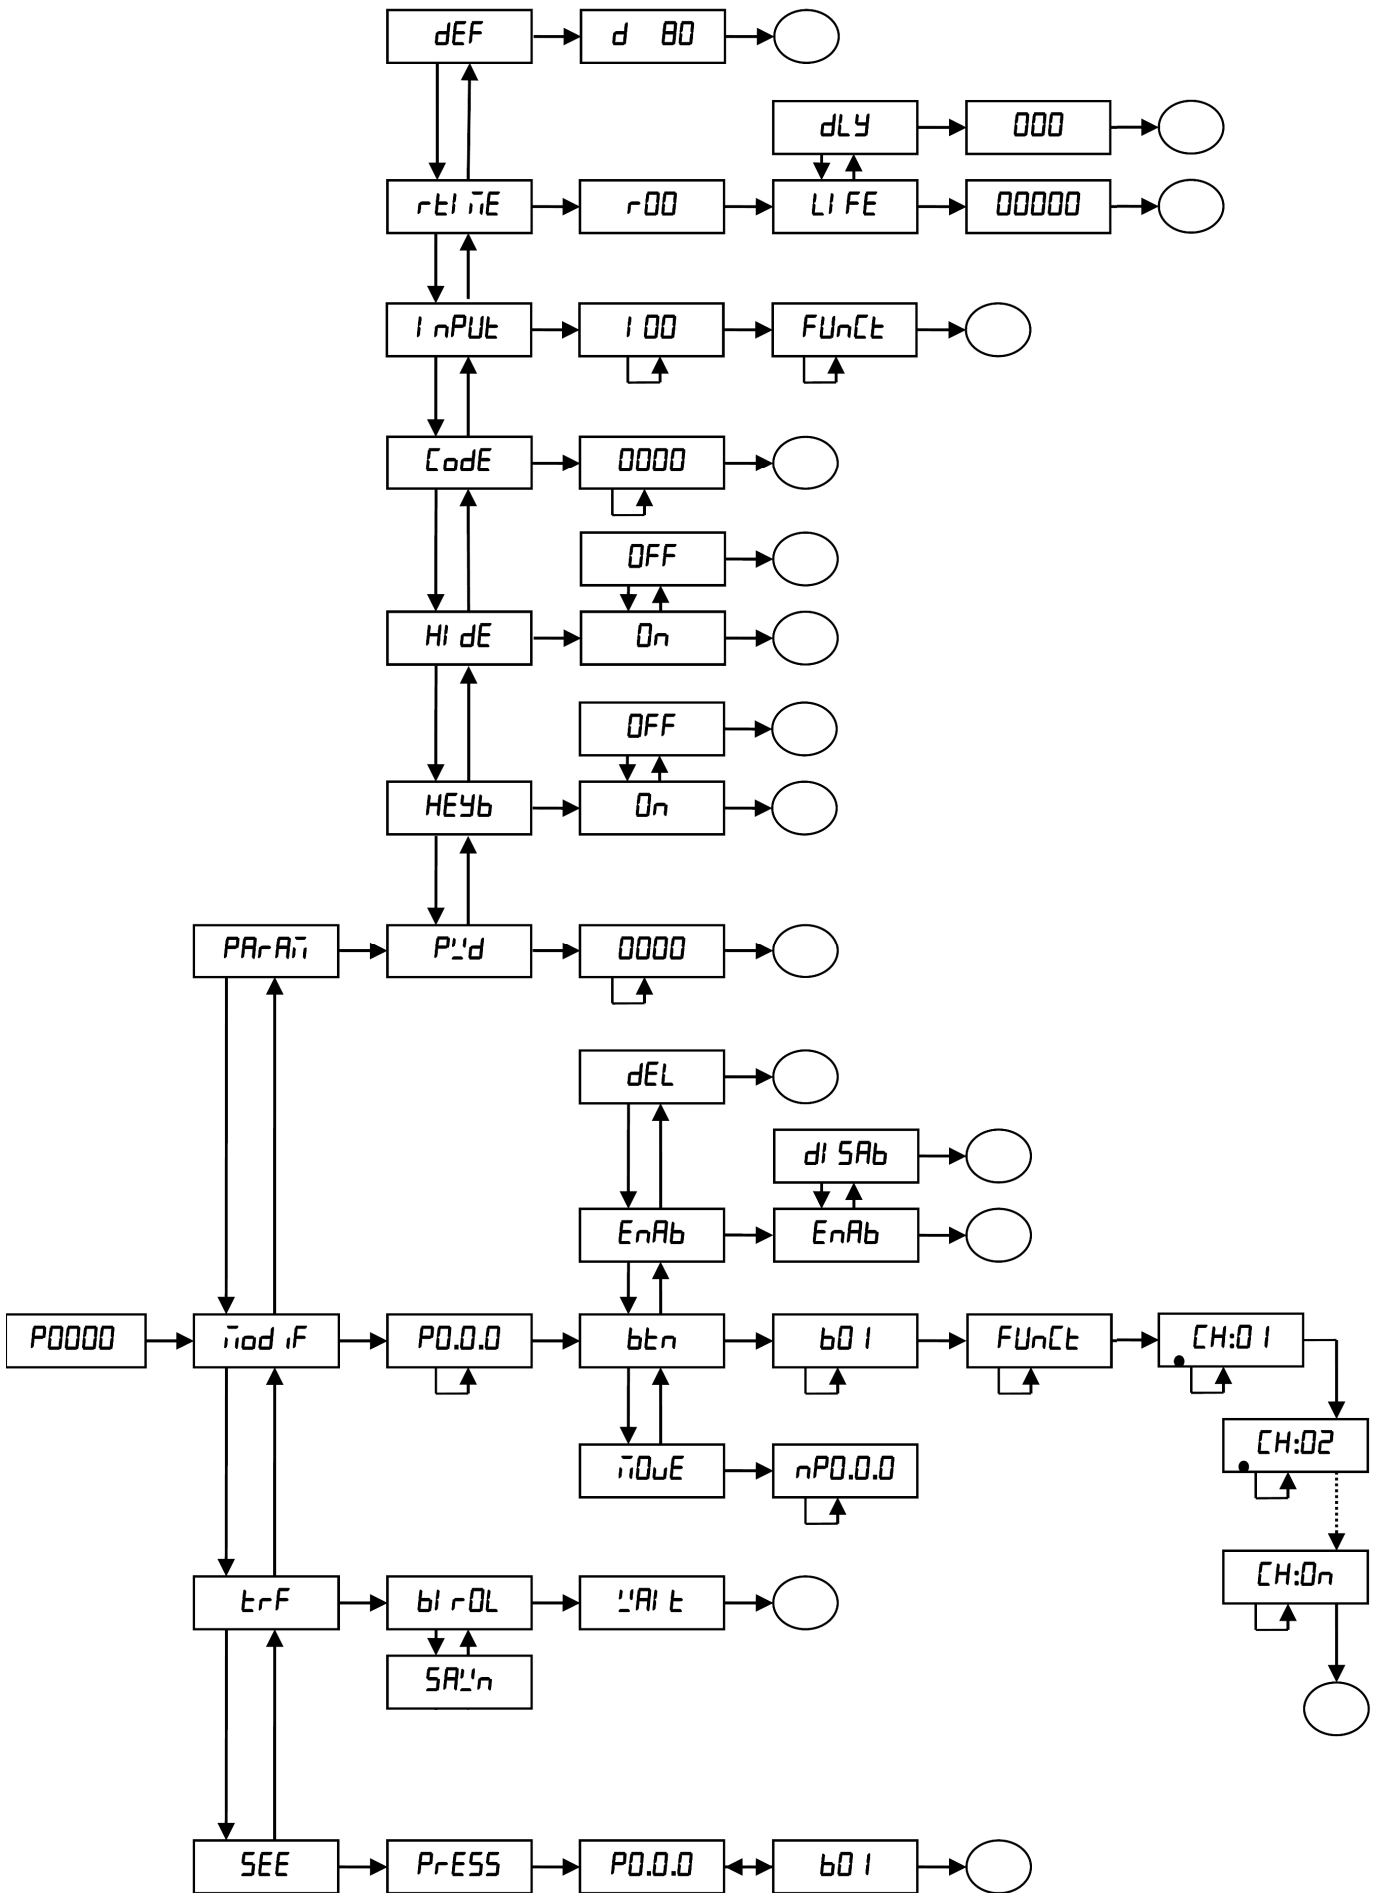 dEF
d 80
dLY
000
rtImE
r00
LIFE
00000
InPUt
I00
FUnCt
CodE
0000
OFF
HIdE
On
OFF
HEYb
On
PArAm
Pwd
0000
dEL
dISAb
EnAb
EnAb
P0000
modiF
P0.0.0
btn
b01
FUnCt
CH:01
CH:02
mOvE
nP0.0.0
CH:0n
trF
bIrOL
wAIt
SAwn
SEE
PrESS
P0.0.0
b01